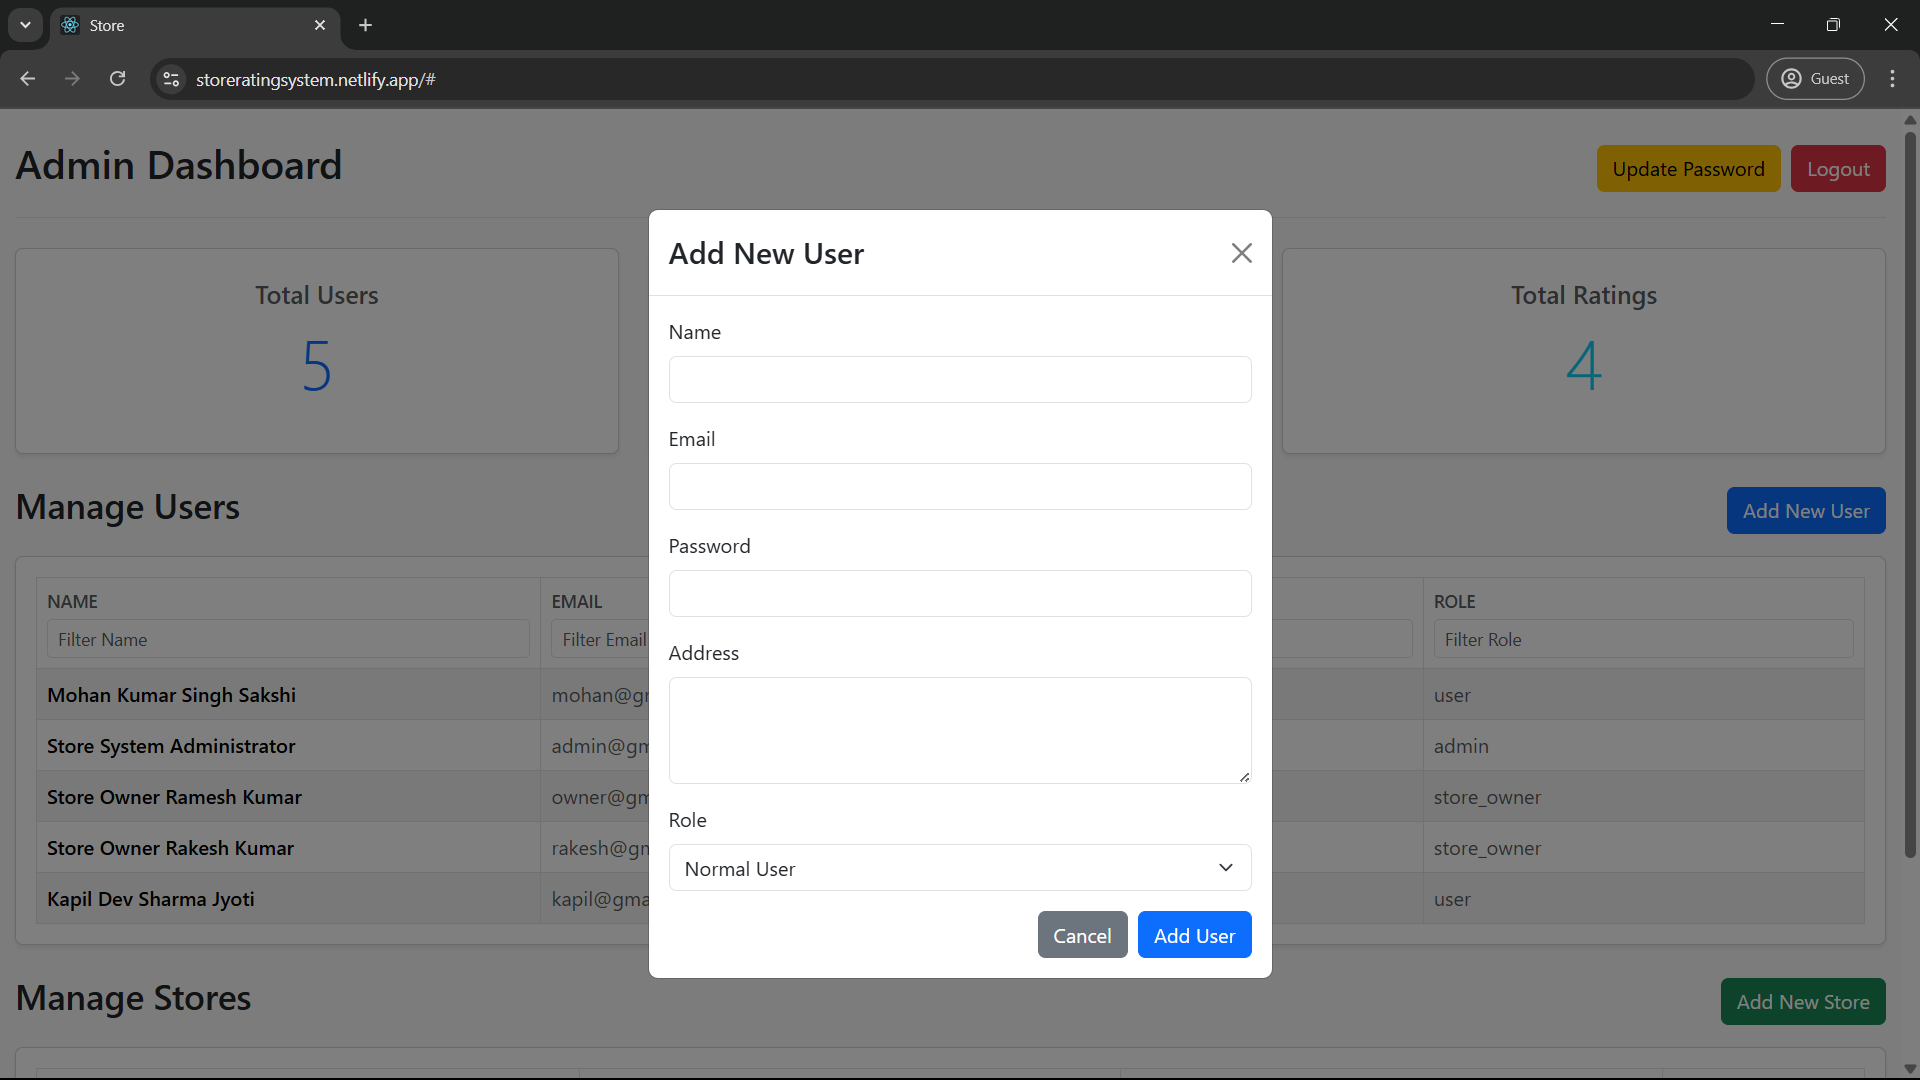 Store
storeratingsystem.netlify.app/#
Guest
Admin Dashboard
Update Password
Logout
Total Users
5
Total Ratings
4
Manage Users
Add New User
NAME
EMAIL
ROLE
Filter Name
Filter Email
Filter Role
Mohan Kumar Singh Sakshi
mohan@gr
user
Store System Administrator
admin@gm
admin
Store Owner Ramesh Kumar
owner@gm
store_owner
Store Owner Rakesh Kumar
rakesh@gm
store_owner
Kapil Dev Sharma Jyoti
kapil@gma
user
Manage Stores
Add New Store
Add New User
Name
Email
Password
Address
Role
Normal User
Cancel
Add User